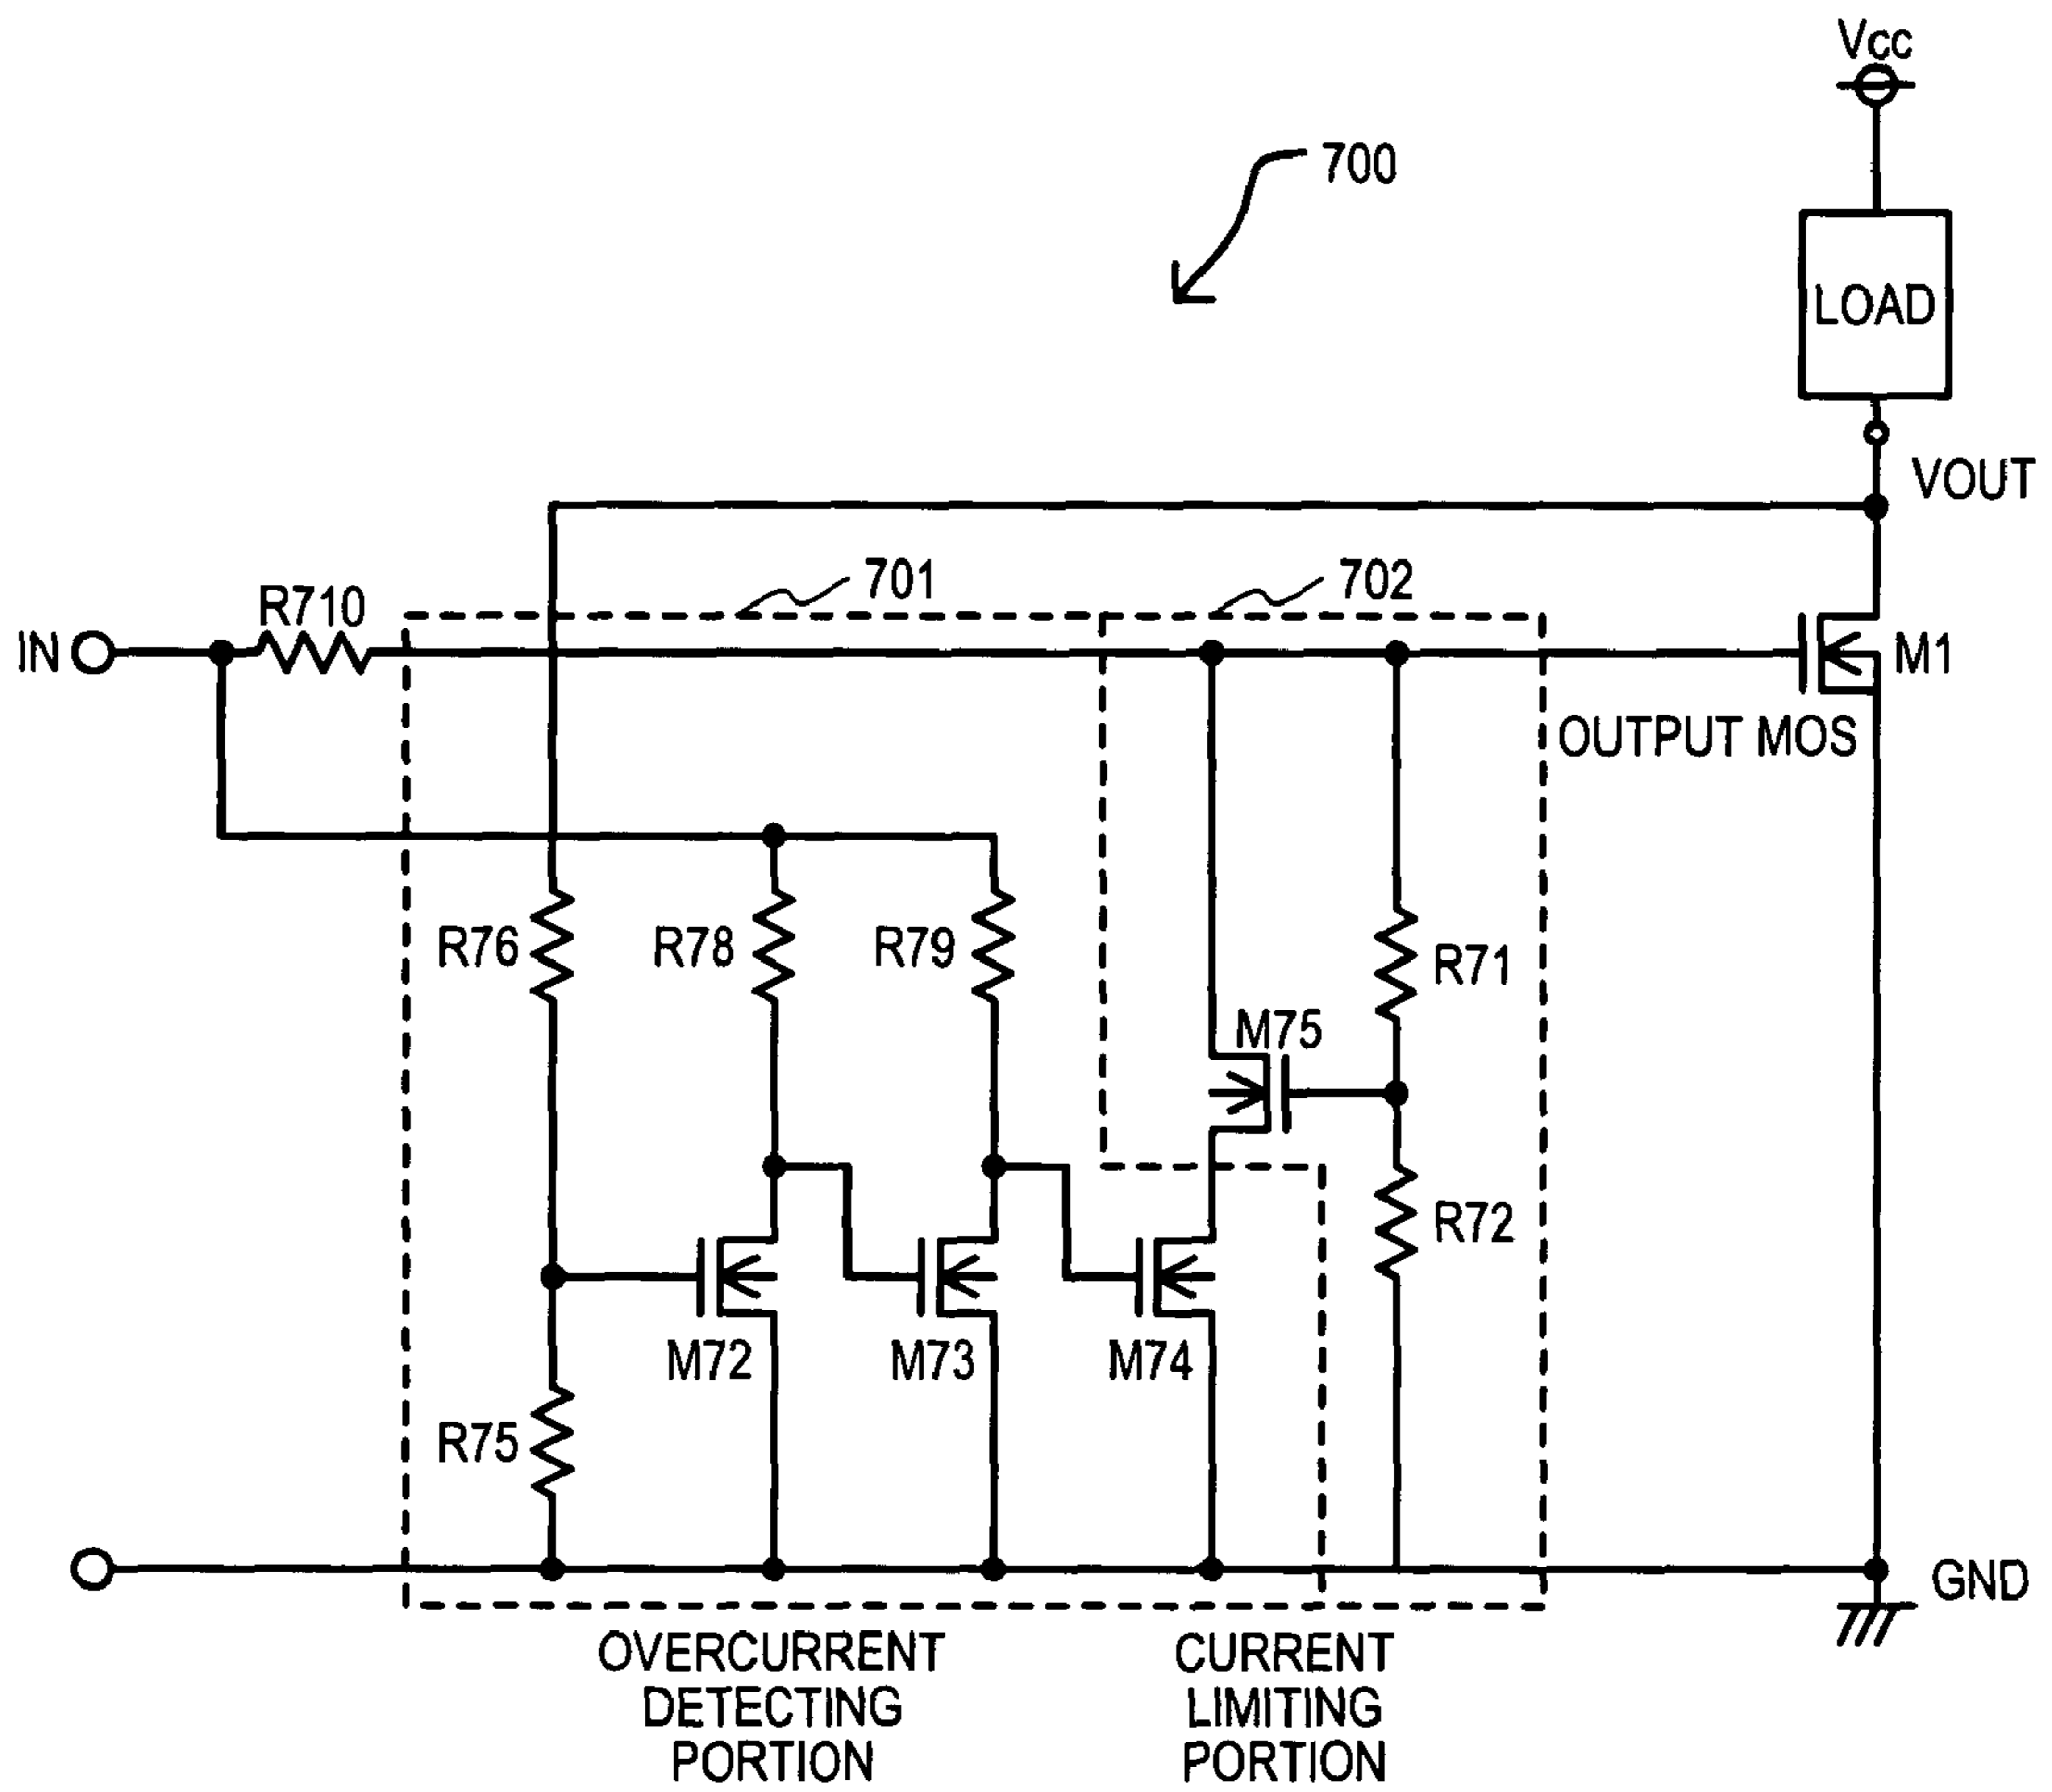 Vcc
700
LOAD
VOUT
701
702
R710
IN
M1
OUTPUT MOS
R76
R78
R79
R71
M75
R72
M72
M73
M74
R75
GND
OVERCURRENT
DETECTING
PORTION
CURRENT
LIMITING
PORTION